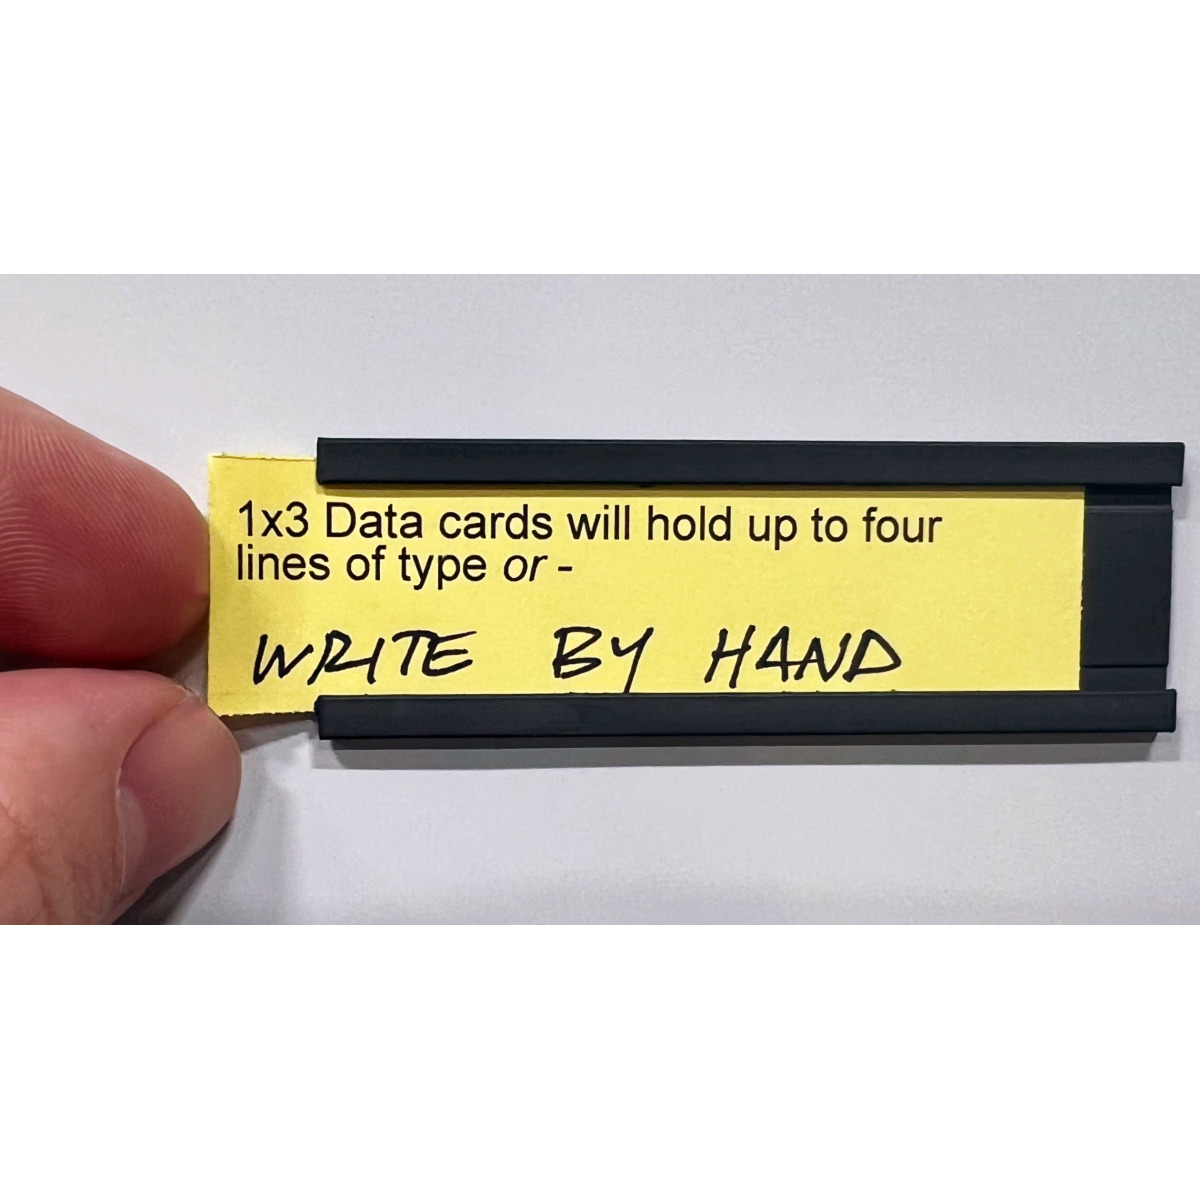 1x3 Data cards will hold up to four
lines of type or -
WRITE BY HAND